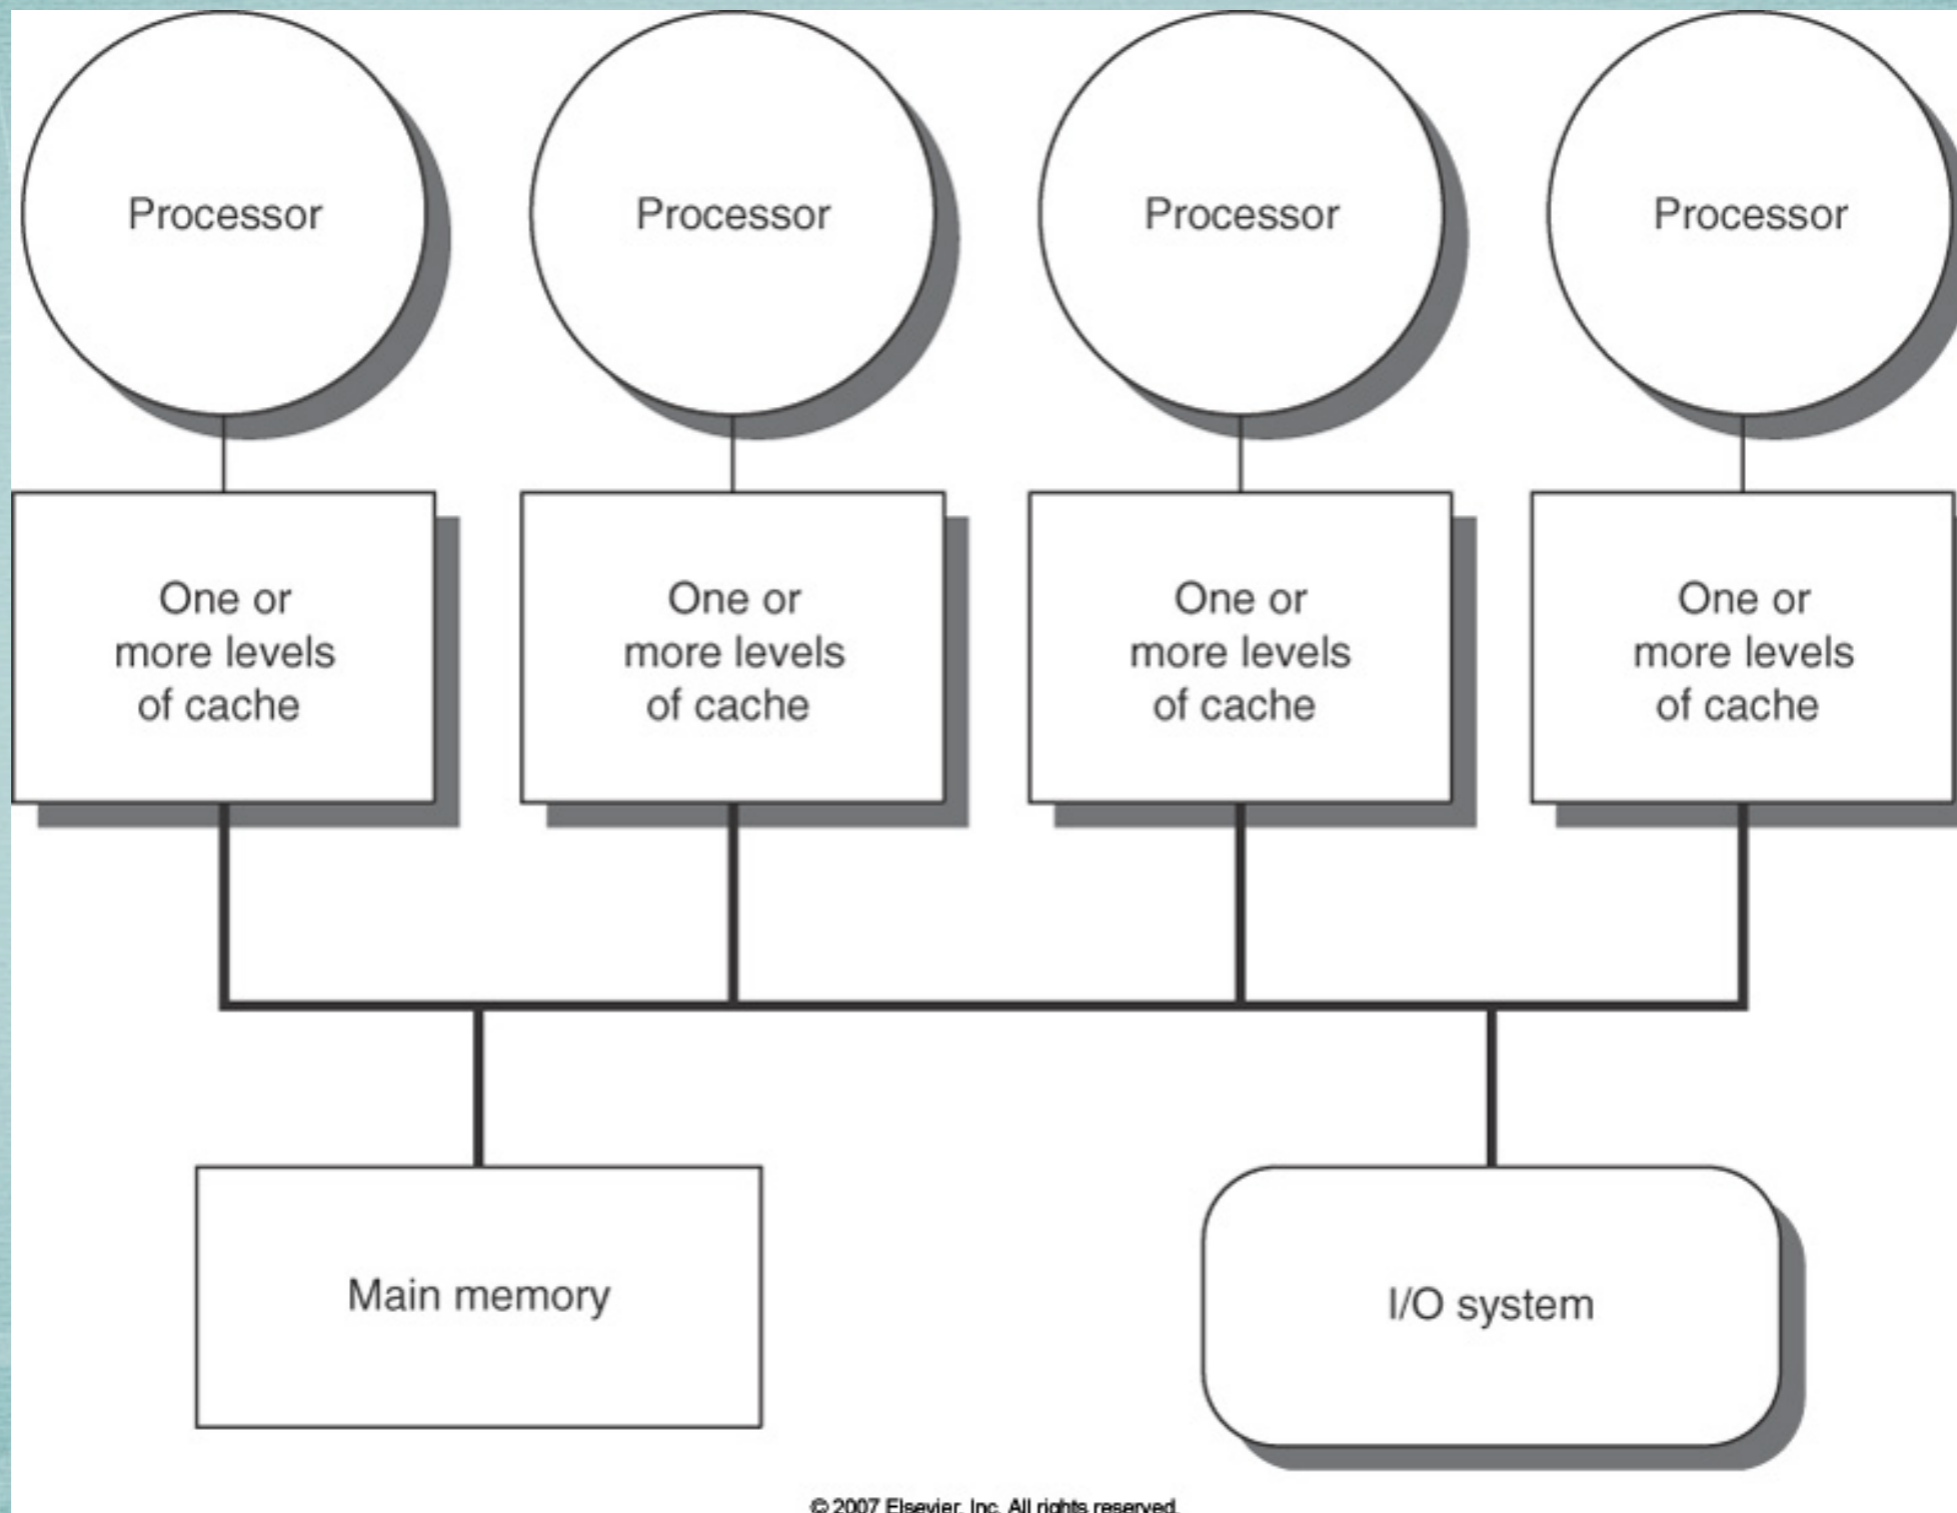 Processor
Processor
Processor
Processor
One or
more levels
of cache
One or
more levels
of cache
One or
more levels
of cache
One or
more levels
of cache
Main memory
I/O system
© 2007 Elsevier, Inc. All rights reserved.